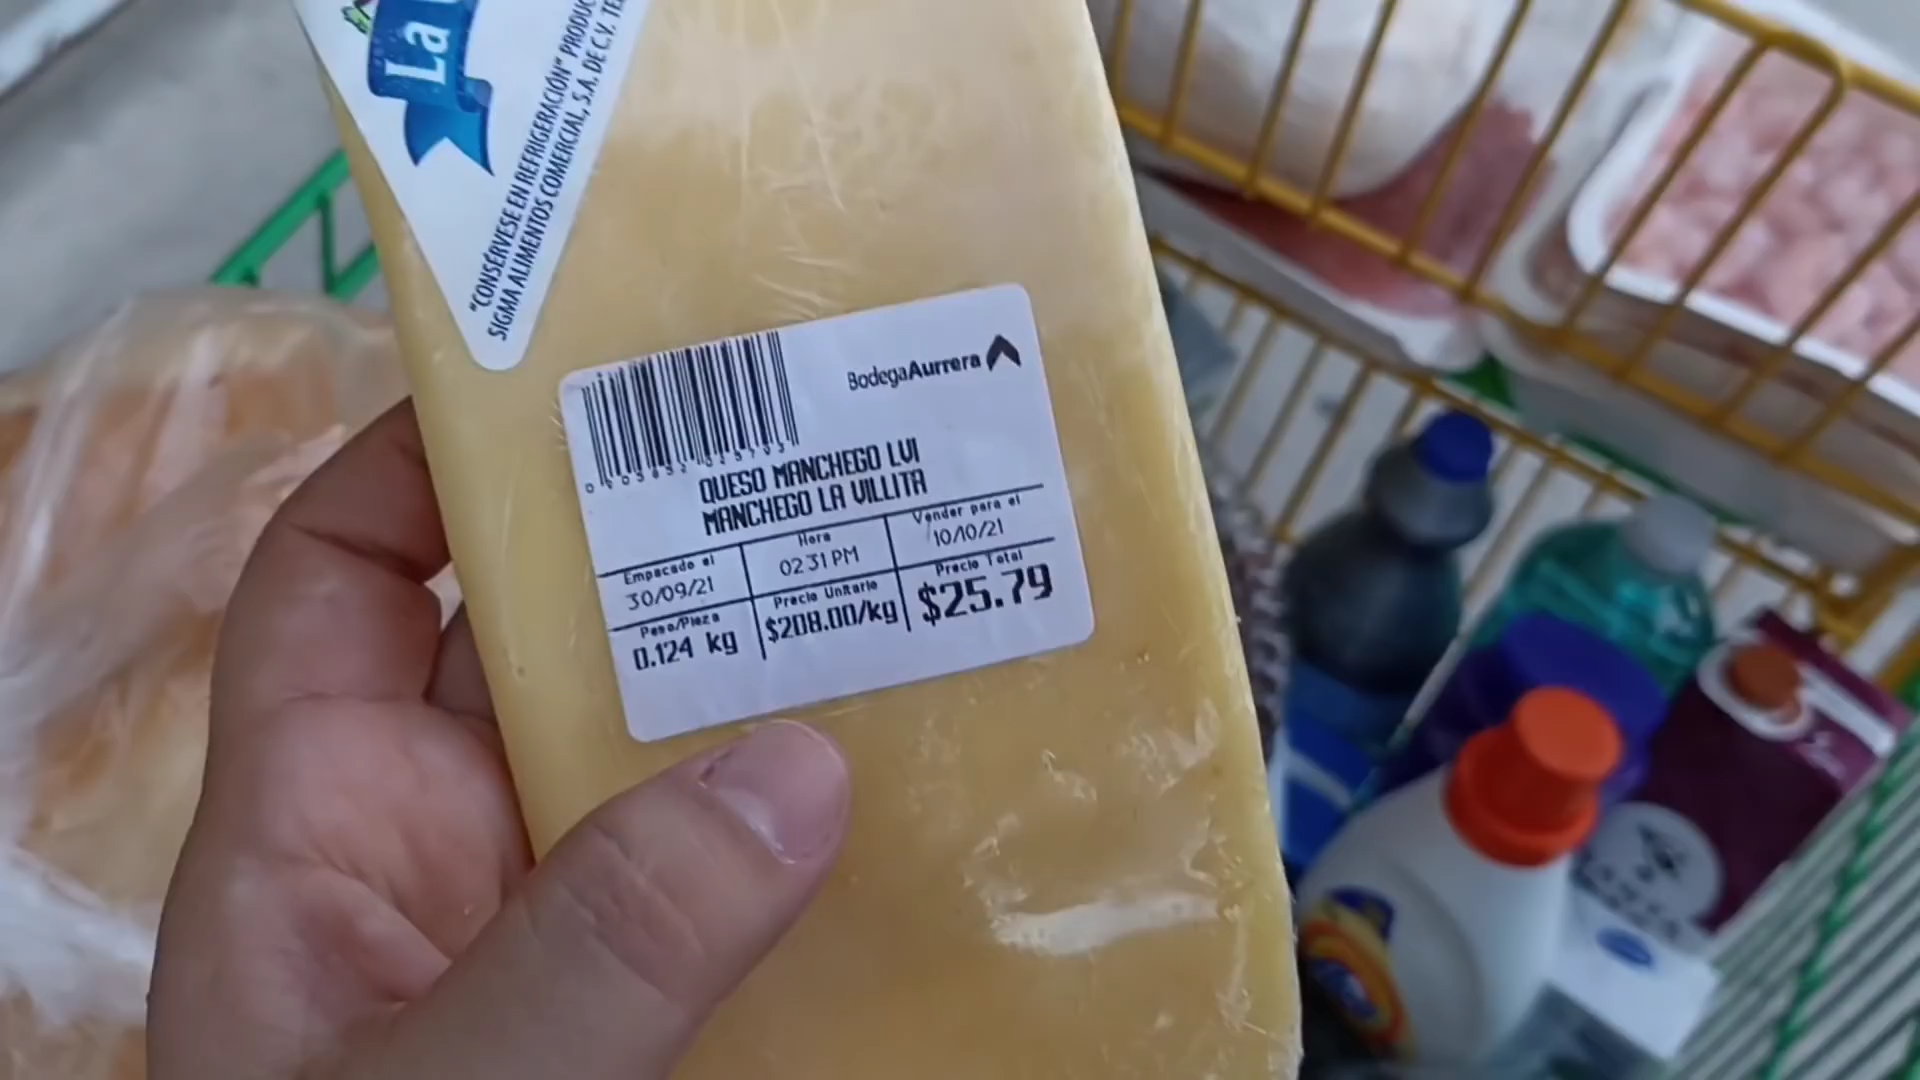 La
"CONSÉRVESE EN REFRIGERACIÓN"
SIGMA ALIMENTOS COMERCIAL, S.A. DE C.V.
BodegaAurrera
QUESO MANCHEGO LVI
MANCHEGO LA VILLITA
Empacado el
30/09/21
Hora
02 31 PM
Vender para el
10/10/21
Peso/Pieza
0.124 kg
Precio Unitario
$208.00/kg
Precio Total
$25.79